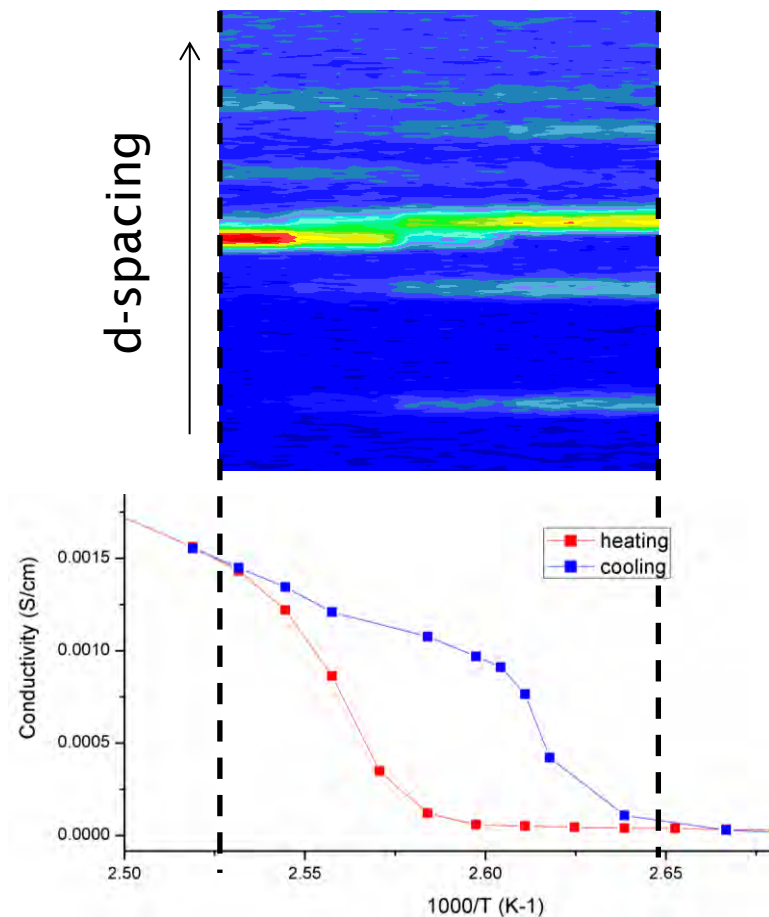 d-spacing
Conductivity (S/cm)
0.0015
0.0010
0.0005
0.0000
heating
cooling
2.50
2.55
2.60
2.65
1000/T (K-1)